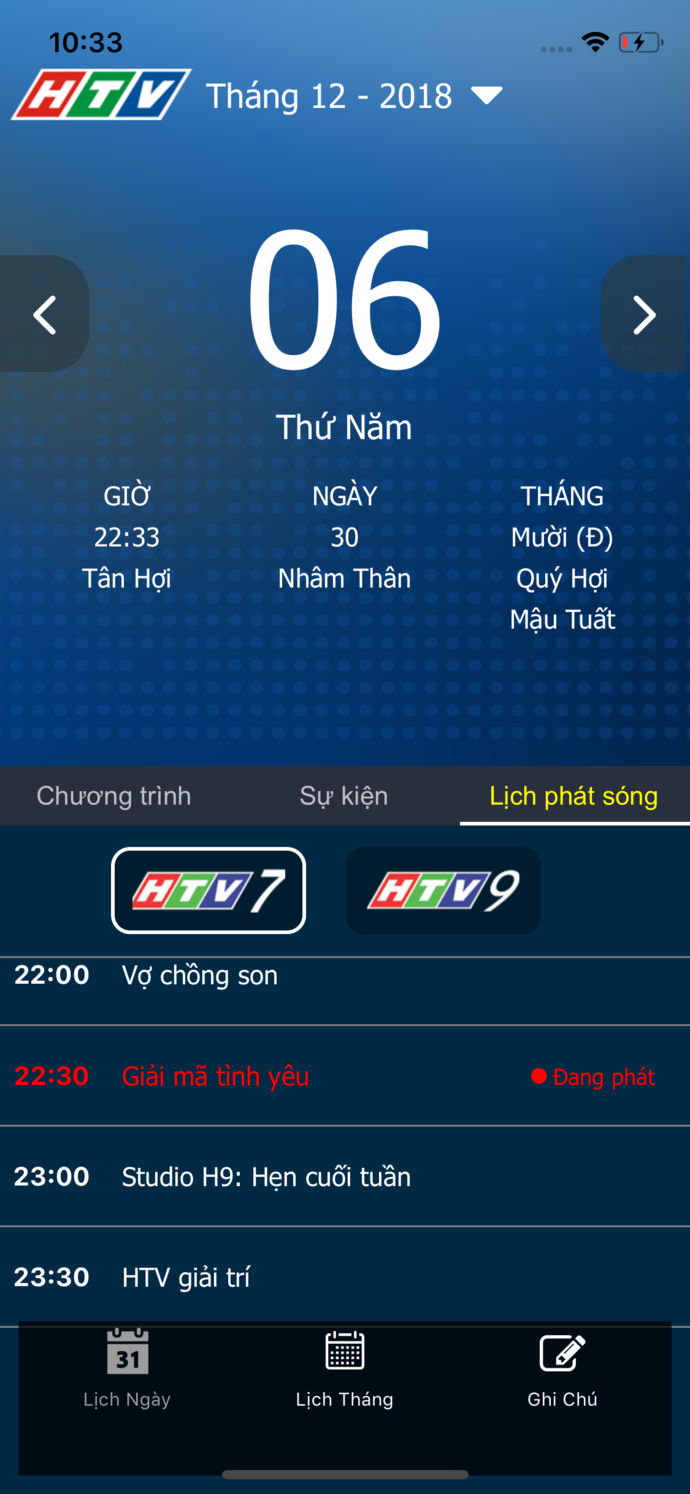 10:33
HTV Tháng 12 - 2018
06
Thứ Năm
GIỜ NGÀY THÁNG
22:33 30 Mười (Đ)
Tân Hợi Nhâm Thân Quý Hợi
Mậu Tuất
Chương trình Sự kiện Lịch phát sóng
HTV7 HTV9
22:00 Vợ chồng son
22:30 Giải mã tình yêu Đang phát
23:00 Studio H9: Hẹn cuối tuần
23:30 HTV giải trí
31
Lịch Ngày Lịch Tháng Ghi Chú